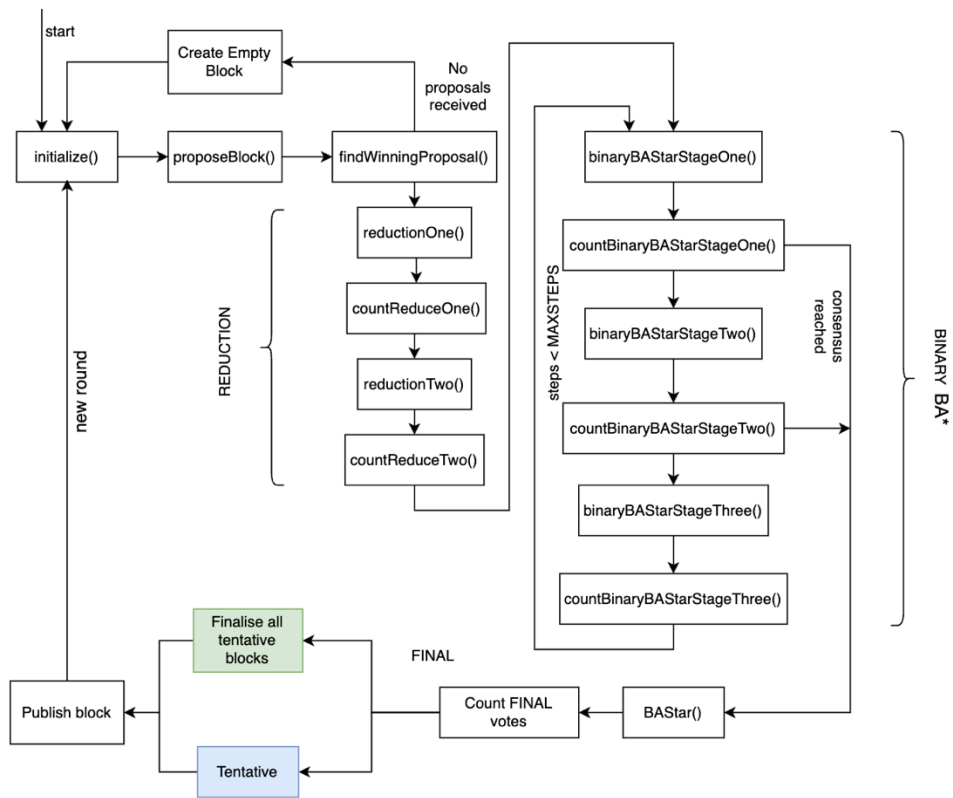 start
Create Empty
Block
No
proposals
received
initialize()
proposeBlock()
findWinningProposal()
binaryBAStarStageOne()
reductionOne()
countBinaryBAStarStageOne()
countReduceOne()
REDUCTION
steps < MAXSTEPS
consensus
reached
binaryBAStarStageTwo()
BINARY BA*
new round
reductionTwo()
countBinaryBAStarStageTwo()
countReduceTwo()
binaryBAStarStageThree()
countBinaryBAStarStageThree()
Finalise all
tentative
blocks
FINAL
Publish block
Count FINAL
votes
BAStar()
Tentative